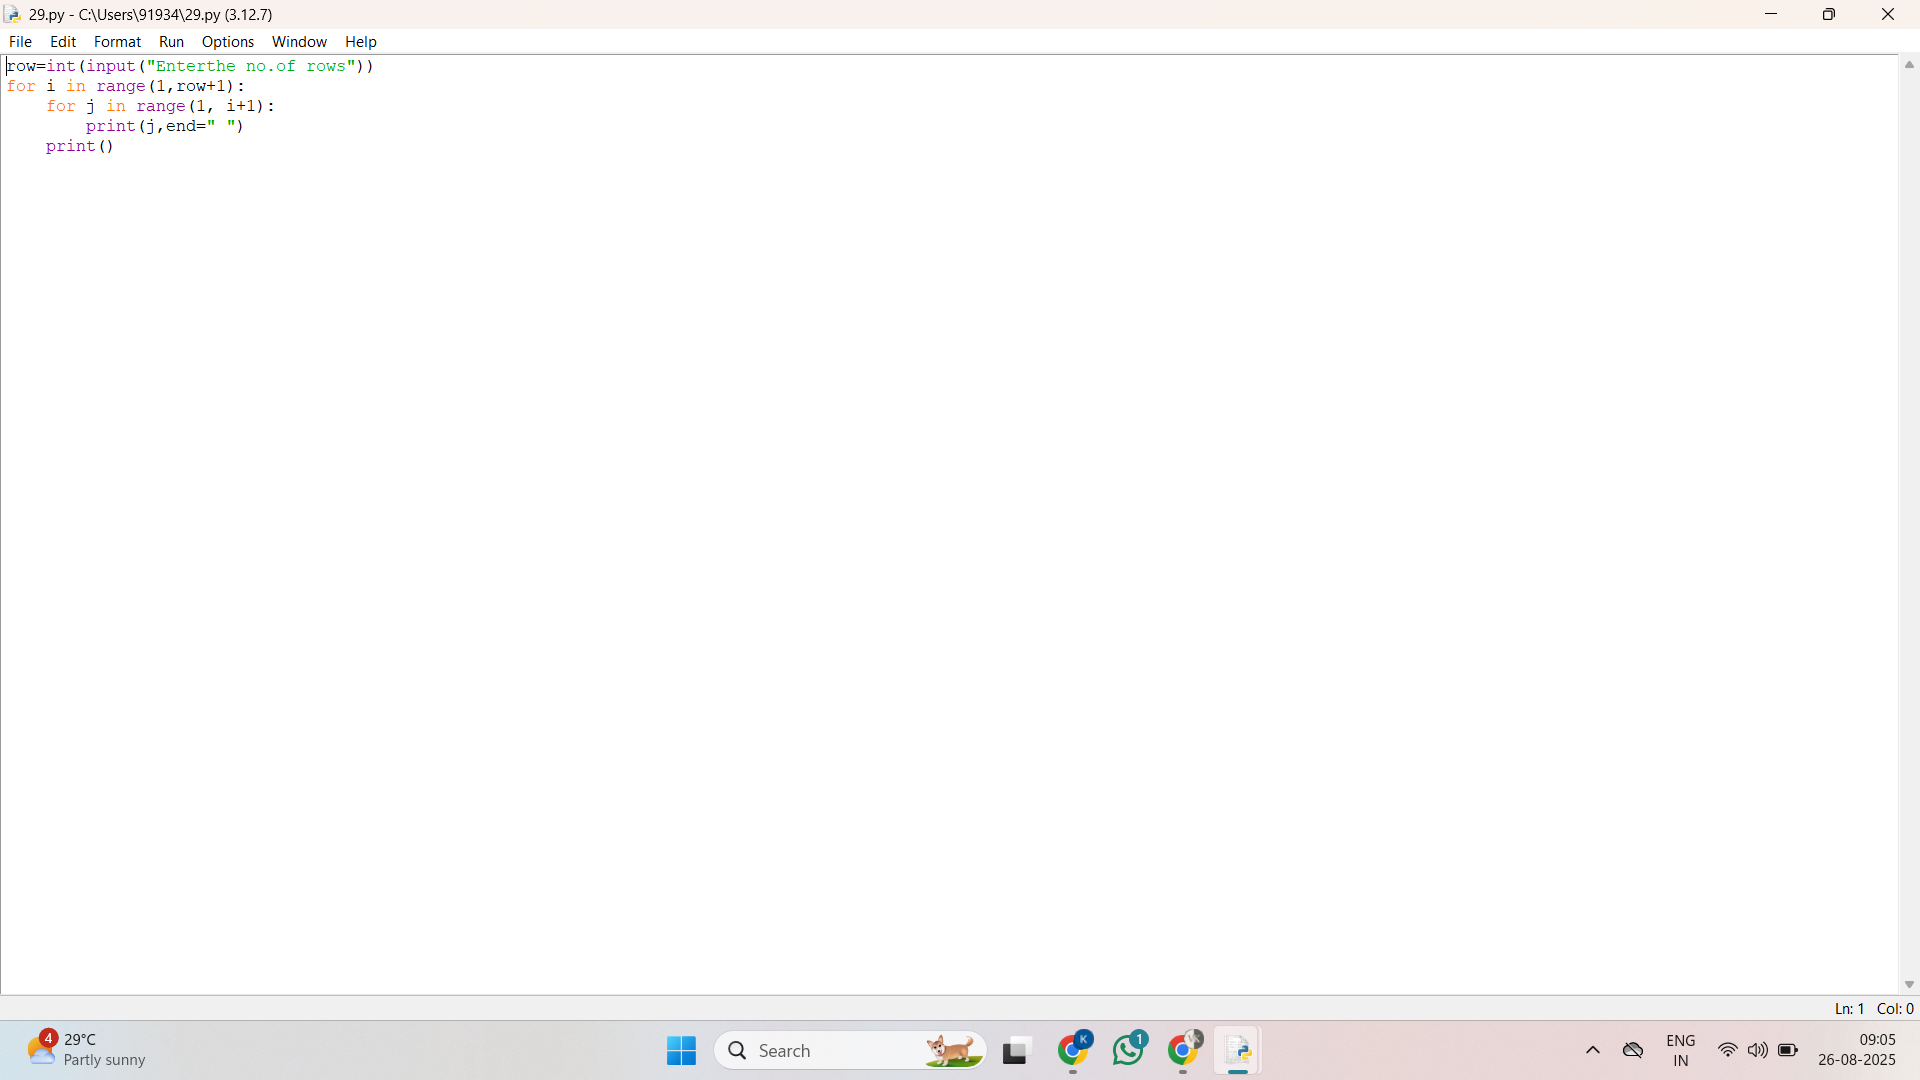 29.py - C:\Users\91934\29.py (3.12.7)
File Edit Format Run Options Window Help
row=int(input("Enterthe no.of rows"))
for i in range(1,row+1):
    for j in range(1, i+1):
        print(j,end=" ")
    print()
Ln: 1 Col: 0
4
29°C
Partly sunny
Search
K
1
VK
ENG
IN
09:05
26-08-2025